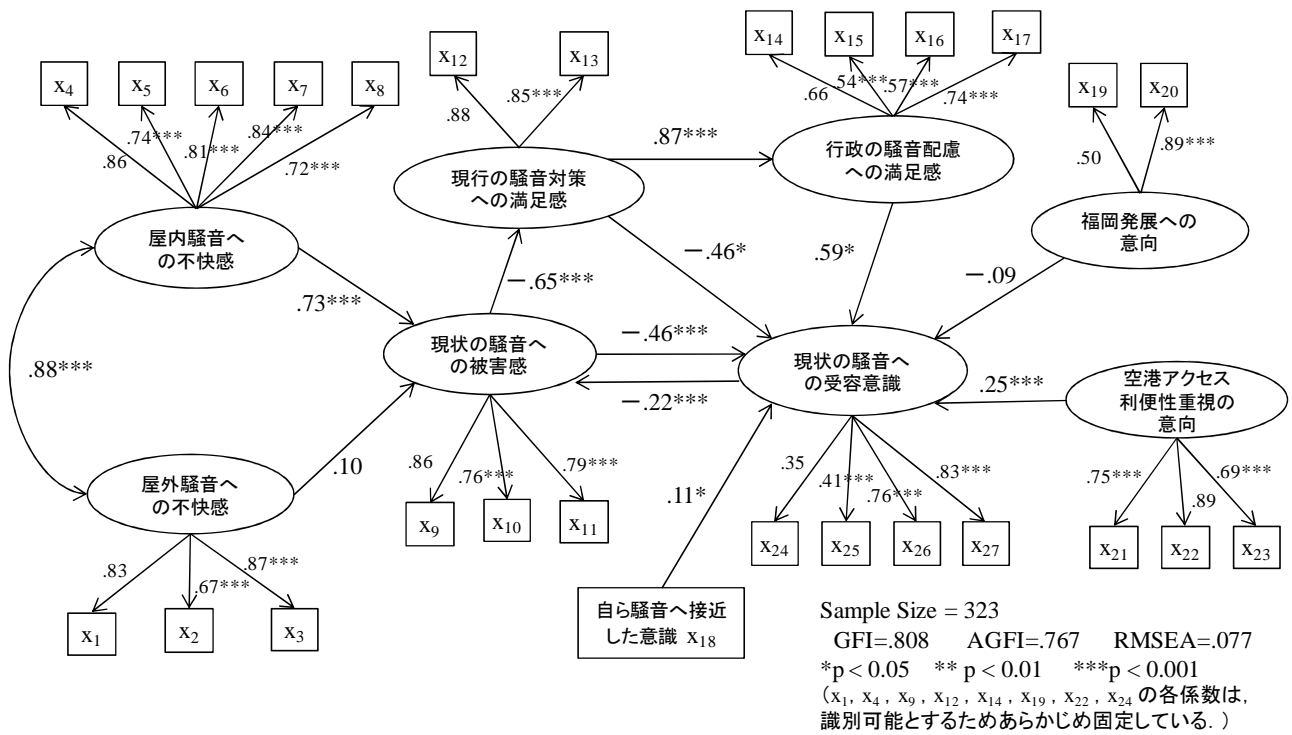 x14 x15 x16 x17
.66 .54*** .57*** .74***
x12 x13
.88 .85***
x4 x5 x6 x7 x8
.86 .74*** .81*** .84*** .72***
x19 x20
.50 .89***
現行の騒音対策
への満足感
.87***
行政の騒音配慮
への満足感
福岡発展への
意向
屋内騒音へ
の不快感
.73***
－.65***
－.46*
.59*
－.09
.88***
現状の騒音へ
の被害感
－.46***
－.22***
現状の騒音へ
の受容意識
.25***
空港アクセス
利便性重視の
意向
屋外騒音へ
の不快感
.10
.86 .76*** .79***
x9 x10 x11
.11*
.35 .41*** .76*** .83***
x24 x25 x26 x27
.75*** .89 .69***
x21 x22 x23
.83 .67*** .87***
x1 x2 x3
自ら騒音へ接近
した意識 x18
Sample Size = 323
GFI=.808 AGFI=.767 RMSEA=.077
*p < 0.05 ** p < 0.01 ***p < 0.001
（x1, x4 , x9 , x12 , x14 , x19 , x22 , x24 の各係数は，
識別可能とするためあらかじめ固定している．）